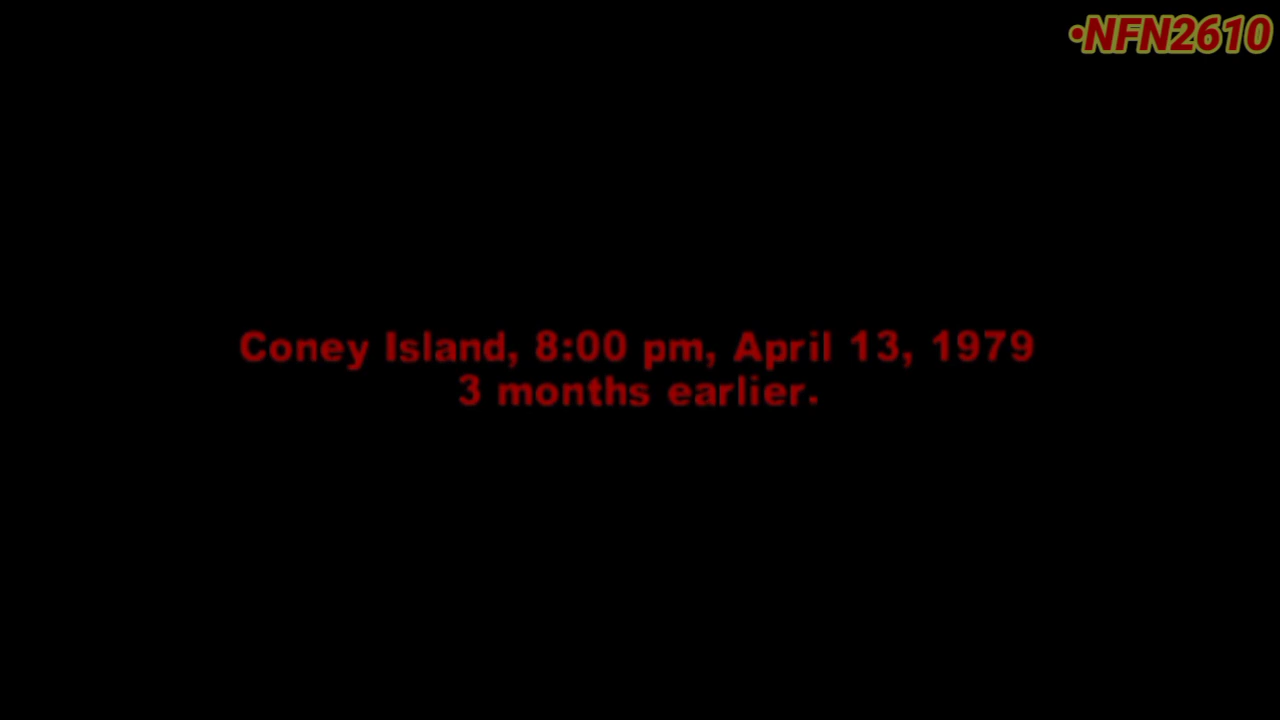 •NFN2610
Coney Island, 8:00 pm, April 13, 1979
3 months earlier.